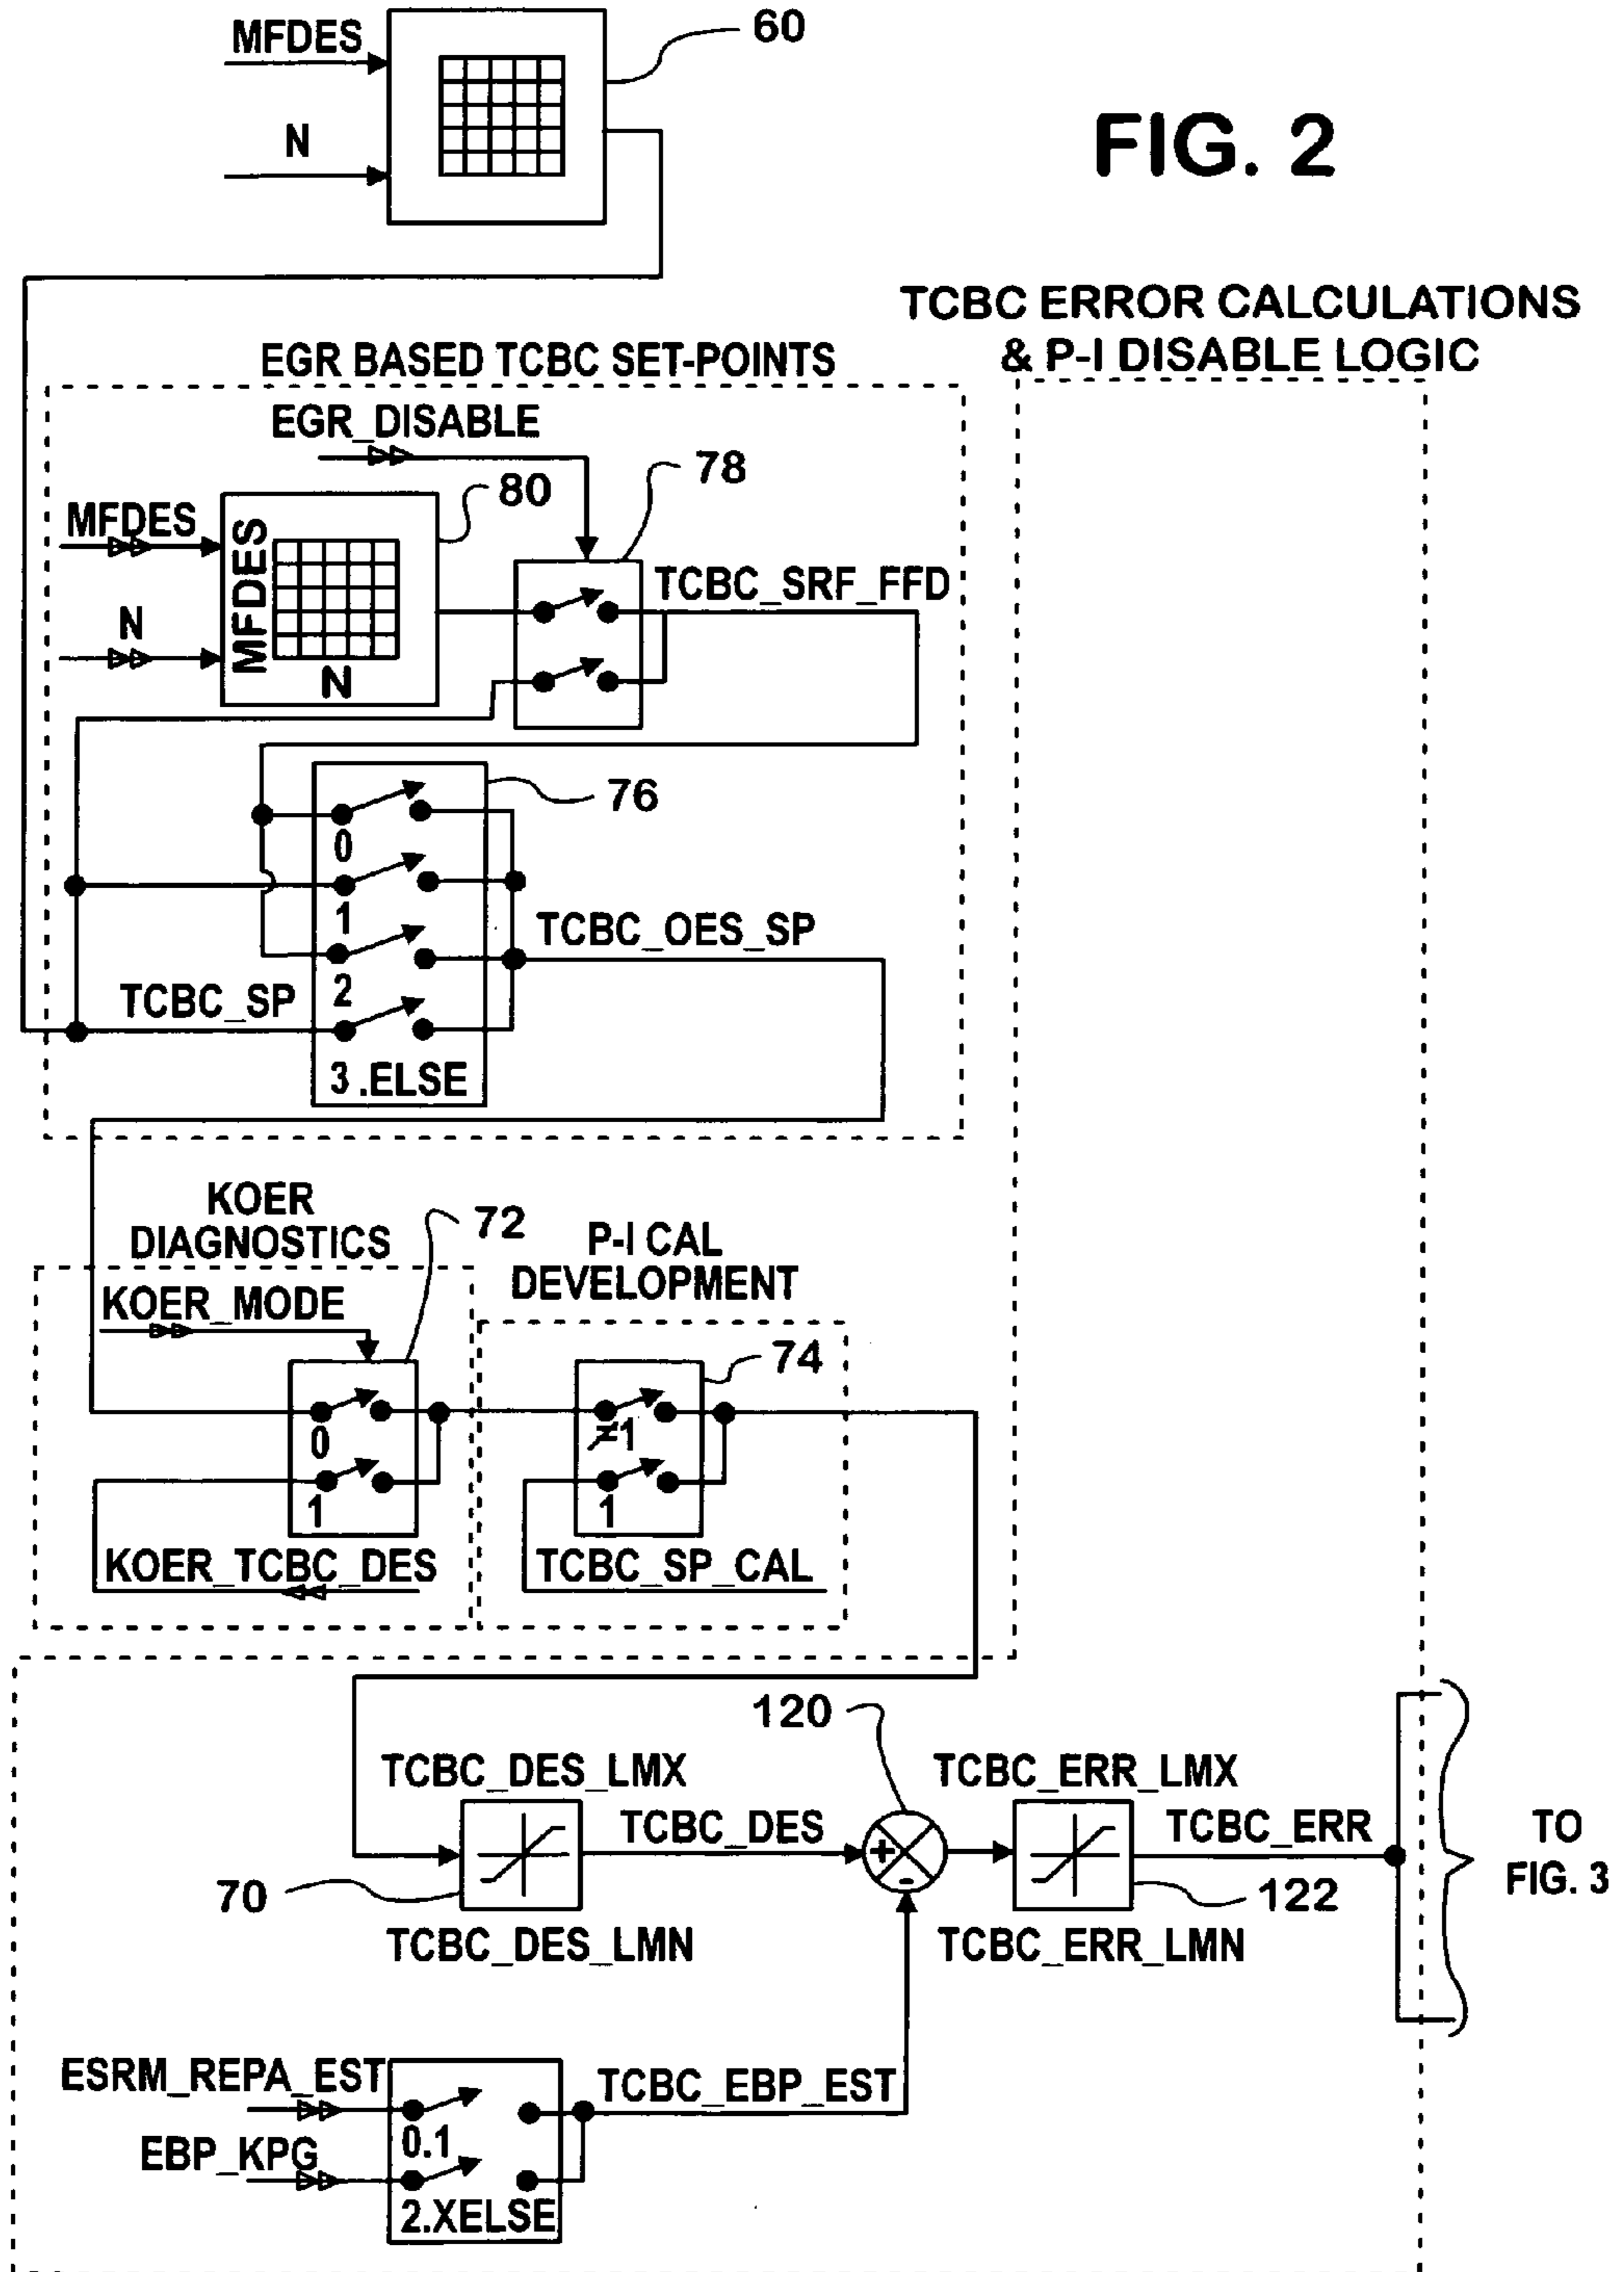 MFDES
60
N
FIG. 2
TCBC ERROR CALCULATIONS
& P-I DISABLE LOGIC
EGR BASED TCBC SET-POINTS
EGR_DISABLE
78
80
MFDES
MFDES
N
N
TCBC_SRF_FFD
76
0
1
TCBC_OES_SP
2
TCBC_SP
3 .ELSE
KOER
DIAGNOSTICS
72
P-I CAL
DEVELOPMENT
KOER_MODE
74
0
≠1
1
1
KOER_TCBC_DES
TCBC_SP_CAL
120
TCBC_DES_LMX
TCBC_ERR_LMX
TCBC_DES
TCBC_ERR
+
-
70
122
TO
FIG. 3
TCBC_DES_LMN
TCBC_ERR_LMN
ESRM_REPA_EST
TCBC_EBP_EST
0.1
EBP_KPG
2.XELSE